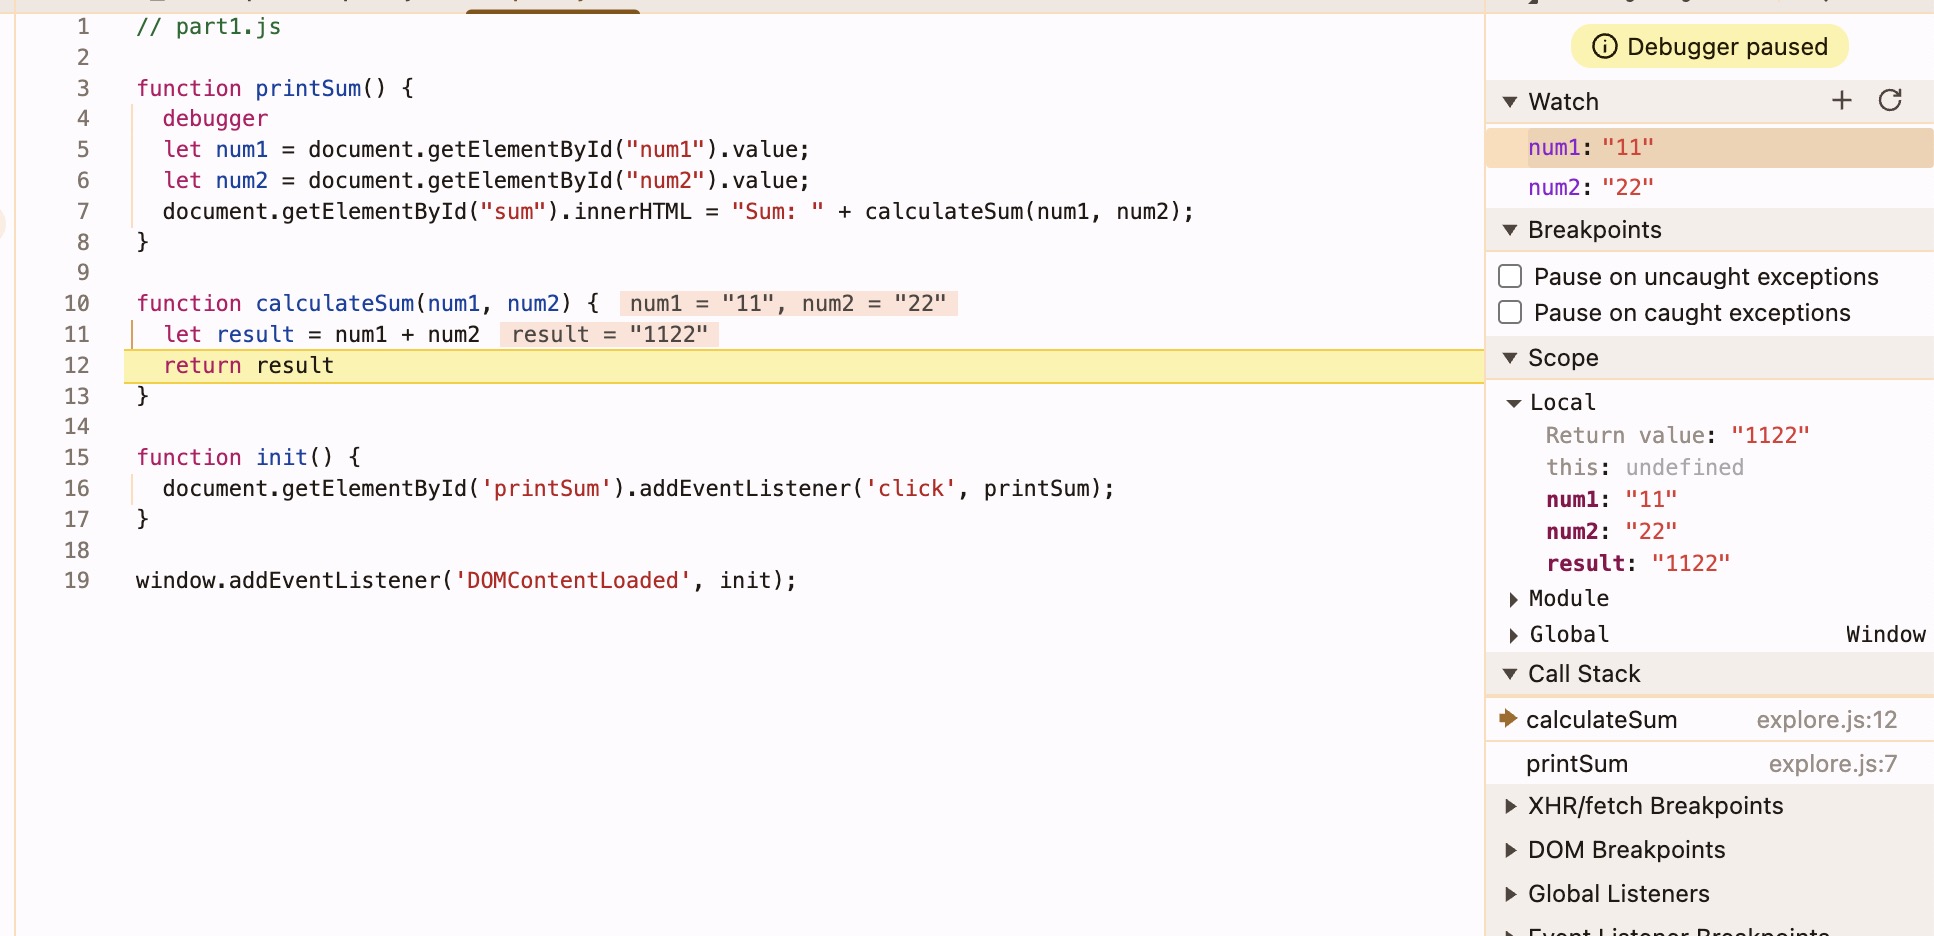 1 // part1.js
2
3 function printSum() {
4 debugger
5 let num1 = document.getElementById("num1").value;
6 let num2 = document.getElementById("num2").value;
7 document.getElementById("sum").innerHTML = "Sum: " + calculateSum(num1, num2);
8 }
9
10 function calculateSum(num1, num2) { num1 = "11", num2 = "22"
11 let result = num1 + num2 result = "1122"
12 return result
13 }
14
15 function init() {
16 document.getElementById('printSum').addEventListener('click', printSum);
17 }
18
19 window.addEventListener('DOMContentLoaded', init);
Debugger paused
Watch
num1: "11"
num2: "22"
Breakpoints
Pause on uncaught exceptions
Pause on caught exceptions
Scope
Local
Return value: "1122"
this: undefined
num1: "11"
num2: "22"
result: "1122"
Module
Global Window
Call Stack
calculateSum explore.js:12
printSum explore.js:7
XHR/fetch Breakpoints
DOM Breakpoints
Global Listeners
Event Listener Breakpoints